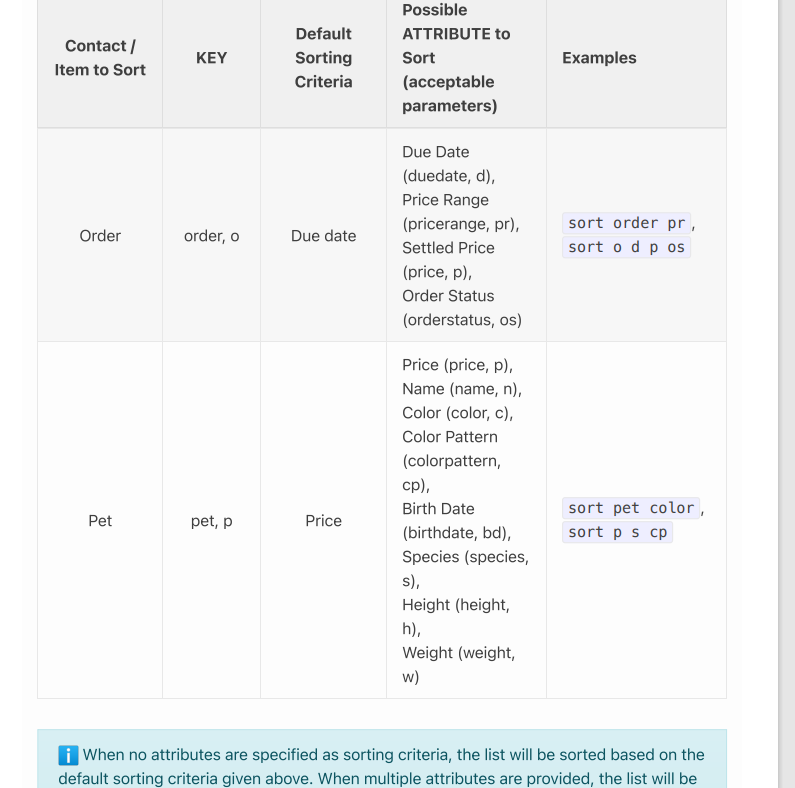 Contact /
Item to Sort
KEY
Default
Sorting
Criteria
Possible
ATTRIBUTE to
Sort
(acceptable
parameters)
Examples
Order
order, o
Due date
Due Date
(duedate, d),
Price Range
(pricerange, pr),
Settled Price
(price, p),
Order Status
(orderstatus, os)
sort order pr,
sort o d p os
Pet
pet, p
Price
Price (price, p),
Name (name, n),
Color (color, c),
Color Pattern
(colorpattern,
cp),
Birth Date
(birthdate, bd),
Species (species,
s),
Height (height,
h),
Weight (weight,
w)
sort pet color,
sort p s cp
ℹ️ When no attributes are specified as sorting criteria, the list will be sorted based on the
default sorting criteria given above. When multiple attributes are provided, the list will be